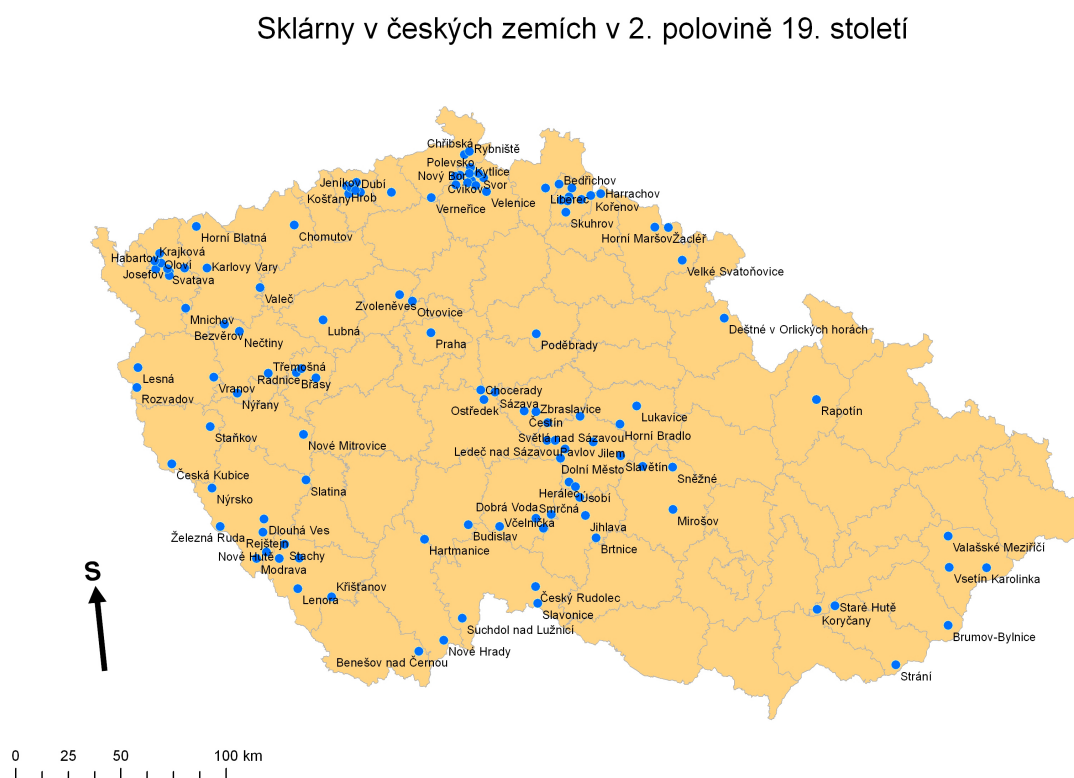 Sklárny v českých zemích v 2. polovině 19. století
Chřibská
Rybniště
Polevsko
Kytlice
Nový Bor
Cvikov
Svor
Velenice
Verneřice
Jeníkov
Dubí
Košťany
Hrob
Bedřichov
Liberec
Harrachov
Kořenov
Skuhrov
Horní Maršov
Žacléř
Velké Svatoňovice
Deštné v Orlických horách
Horní Blatná
Chomutov
Krajková
Habartov
Oloví
Josefov
Svatava
Karlovy Vary
Valeč
Zvoleněves
Otvovice
Mnichov
Bezvěrov
Nečtiny
Lubná
Praha
Poděbrady
Třemošná
Radnice
Břasy
Lesná
Rozvadov
Vranov
Nýřany
Chocerady
Sázava
Ostředek
Zbraslavice
Čestín
Lukavice
Horní Bradlo
Rapotín
Staňkov
Nové Mitrovice
Světlá nad Sázavou
Ledeč nad Sázavou
Pavlov
Jilem
Dolní Město
Slavětín
Sněžné
Česká Kubice
Nýrsko
Slatina
Herálec
Úsobí
Dobrá Voda
Smrčná
Včelnička
Budislav
Jihlava
Mirošov
Brtnice
Dlouhá Ves
Železná Ruda
Rejštejn
Nové Hutě
Stachy
Modrava
Hartmanice
Valašské Meziříčí
Vsetín
Karolinka
S
Křišťanov
Lenora
Český Rudolec
Slavonice
Staré Hutě
Koryčany
Suchdol nad Lužnicí
Brumov-Bylnice
Nové Hrady
Benešov nad Černou
Strání
0 25 50 100 km